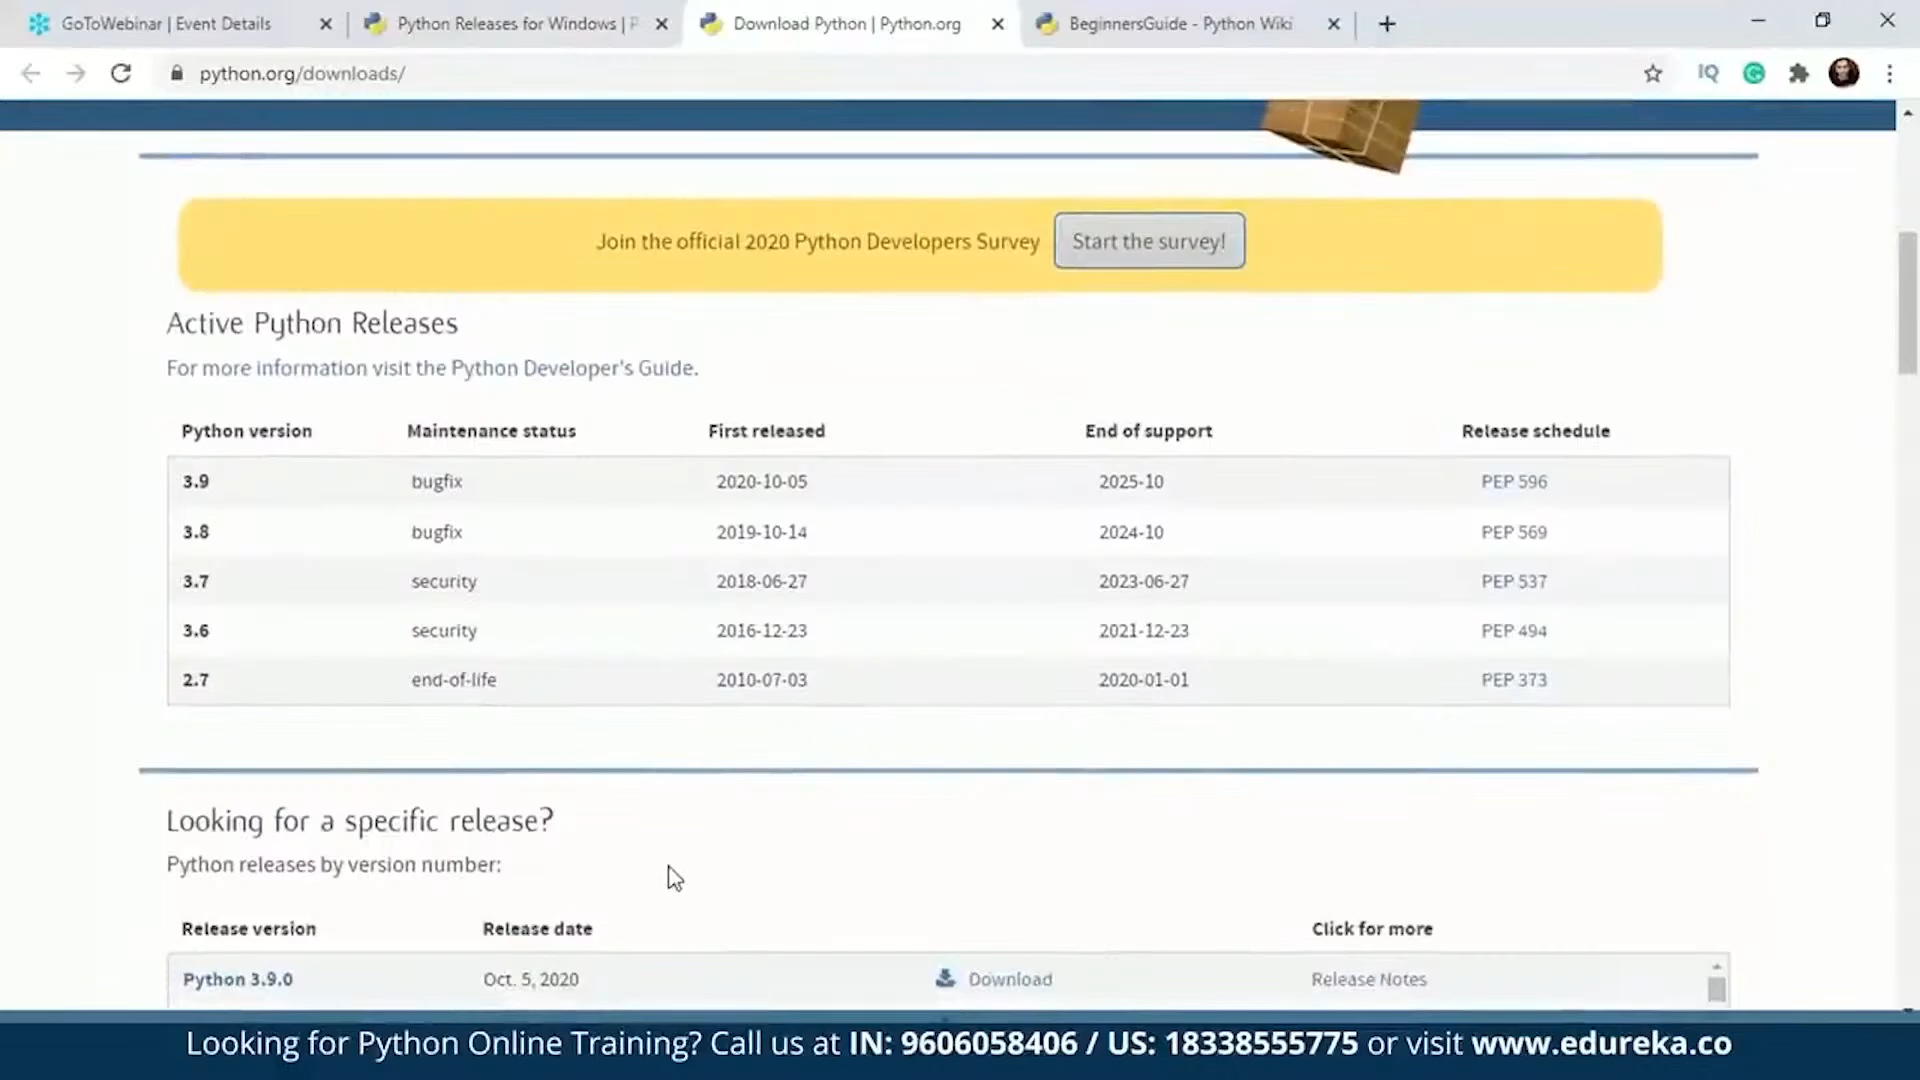 GoToWebinar | Event Details
Python Releases for Windows | P
Download Python | Python.org
BeginnersGuide - Python Wiki
python.org/downloads/
IQ
Join the official 2020 Python Developers Survey Start the survey!
Active Python Releases
For more information visit the Python Developer's Guide.
Python version Maintenance status First released End of support Release schedule
3.9 bugfix 2020-10-05 2025-10 PEP 596
3.8 bugfix 2019-10-14 2024-10 PEP 569
3.7 security 2018-06-27 2023-06-27 PEP 537
3.6 security 2016-12-23 2021-12-23 PEP 494
2.7 end-of-life 2010-07-03 2020-01-01 PEP 373
Looking for a specific release?
Python releases by version number:
Release version Release date Click for more
Python 3.9.0 Oct. 5, 2020 Download Release Notes
Looking for Python Online Training? Call us at IN: 9606058406 / US: 18338555775 or visit www.edureka.co